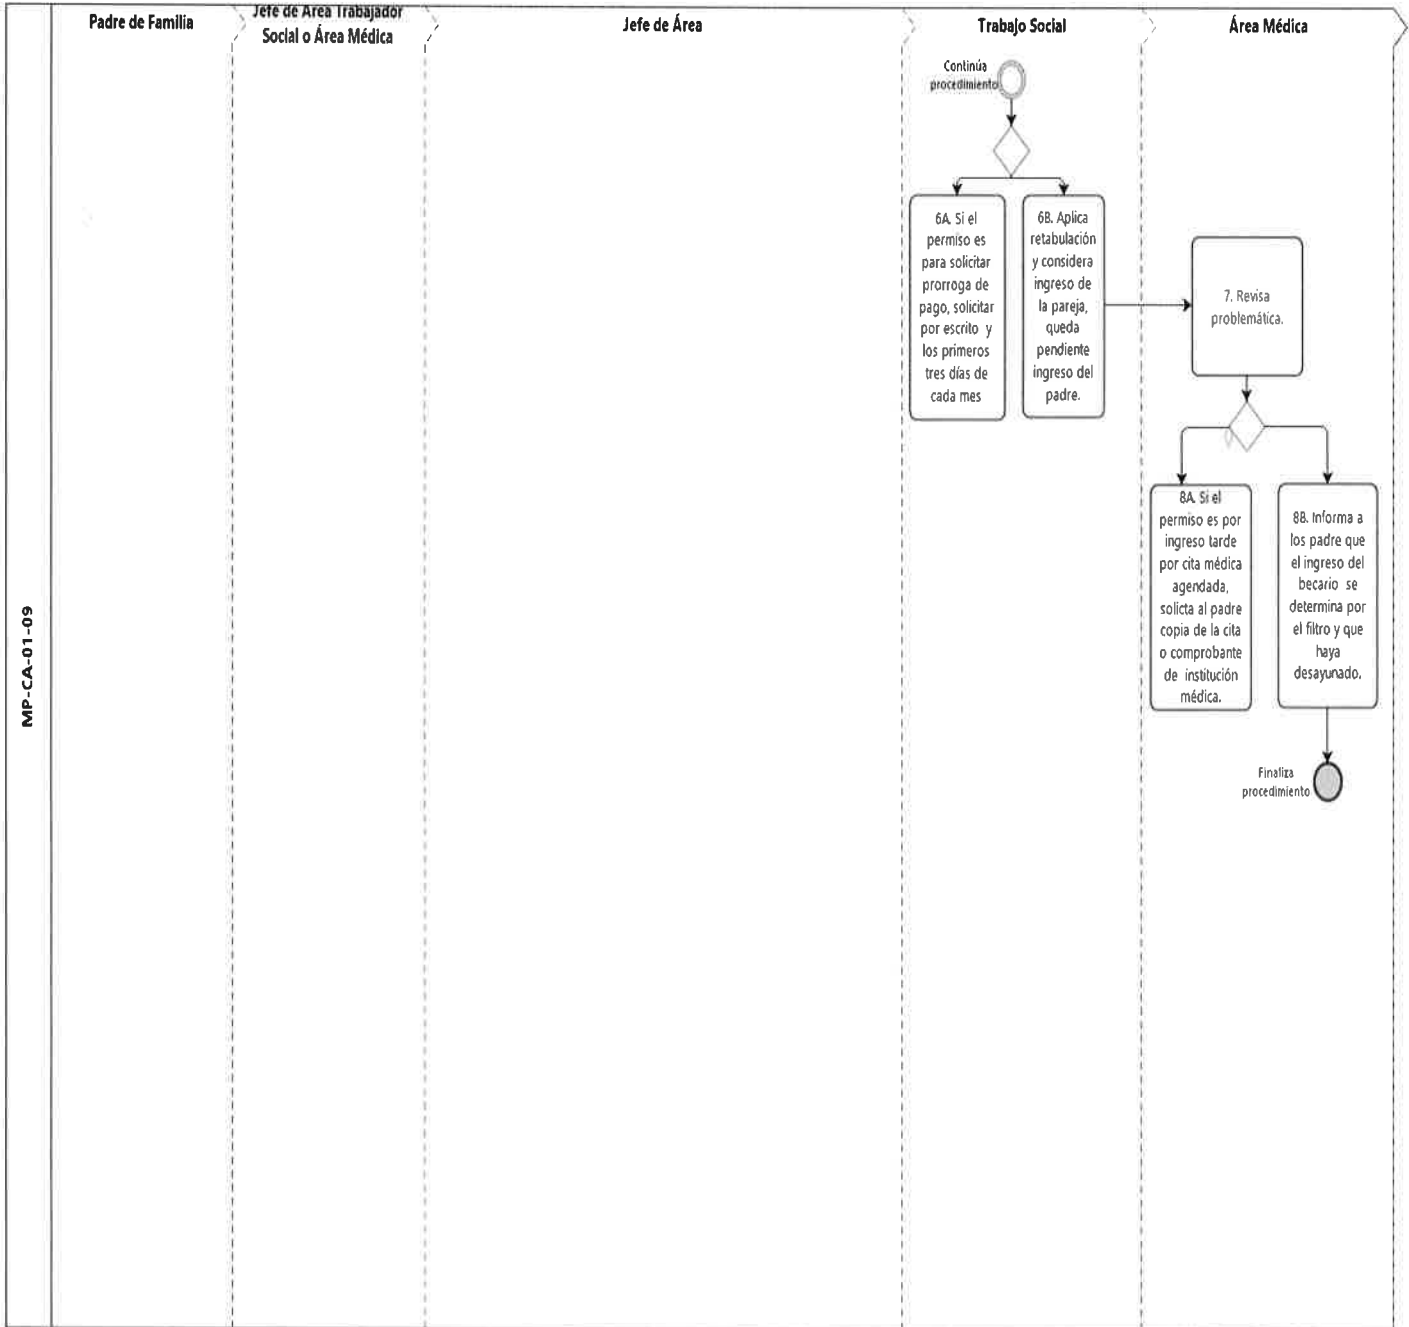 Padre de Familia
Jefe de Área Trabajador
Social o Área Médica
Jefe de Área
Trabajo Social
Área Médica
MP-CA-01-09
Continúa
procedimiento
6A. Si el
permiso es
para solicitar
prorroga de
pago, solicitar
por escrito y
los primeros
tres días de
cada mes
6B. Aplica
retabulación
y considera
ingreso de
la pareja,
queda
pendiente
ingreso del
padre.
7. Revisa
problemática.
8A. Si el
permiso es por
ingreso tarde
por cita médica
agendada,
solicta al padre
copia de la cita
o comprobante
de institución
médica.
8B. Informa a
los padre que
el ingreso del
becario se
determina por
el filtro y que
haya
desayunado.
Finaliza
procedimiento